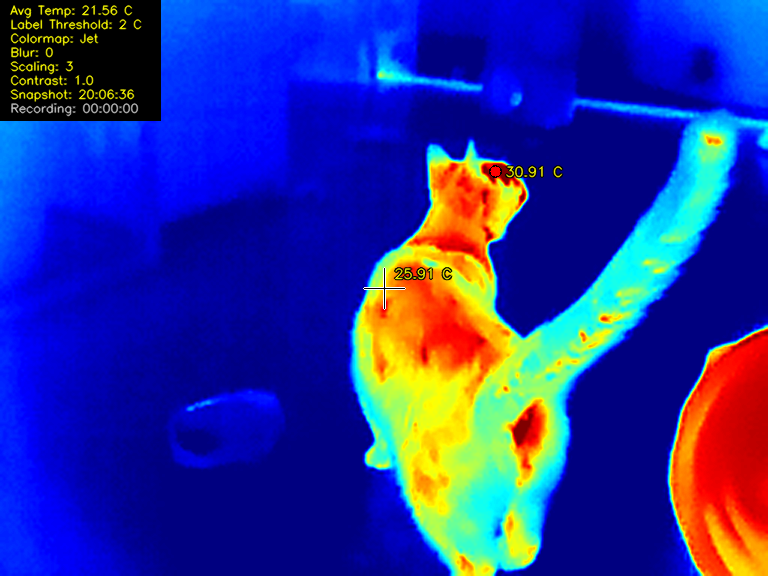 Avg Temp: 21.56 C
Label Threshold: 2 C
Colormap: Jet
Blur: 0
Scaling: 3
Contrast: 1.0
Snapshot: 20:06:36
Recording: 00:00:00
30.91 C
25.91 C